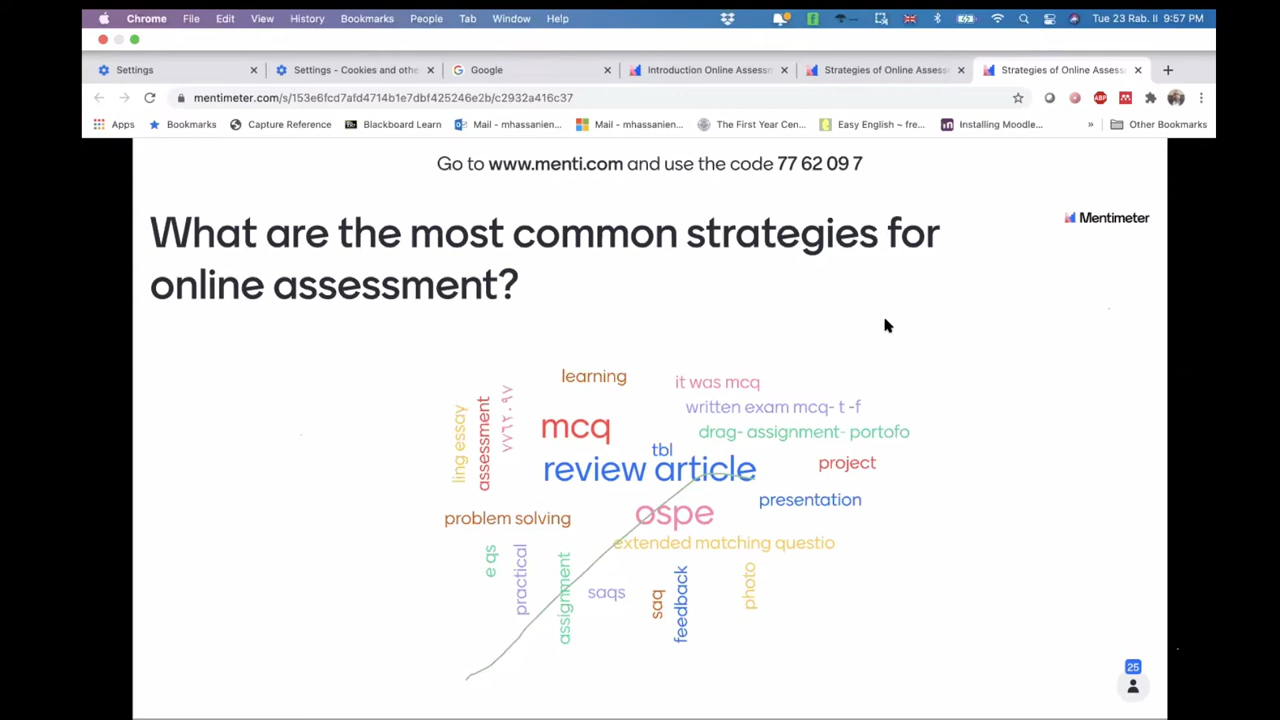 Chrome File Edit View History Bookmarks People Tab Window Help Tue 23 Rab. II 9:57 PM
Settings Settings - Cookies and othe Google Introduction Online Assessm Strategies of Online Assess Strategies of Online Assess
mentimeter.com/s/153e6fcd7afd4714b1e7dbf425246e2b/c2932a416c37
Apps Bookmarks Capture Reference Blackboard Learn Mail - mhassanien... Mail - mhassanien... The First Year Cen... Easy English ~ fre... Installing Moodle... » Other Bookmarks
Go to www.menti.com and use the code 77 62 09 7
Mentimeter
What are the most common strategies for
online assessment?
learning
it was mcq
written exam mcq- t -f
drag- assignment- portofo
mcq
tbl
review article
project
presentation
ling essay
assessment
٧٧٦٢٠٩٧
ospe
problem solving
extended matching questio
e qs
practical
assignment
saqs
saq
feedback
photo
25